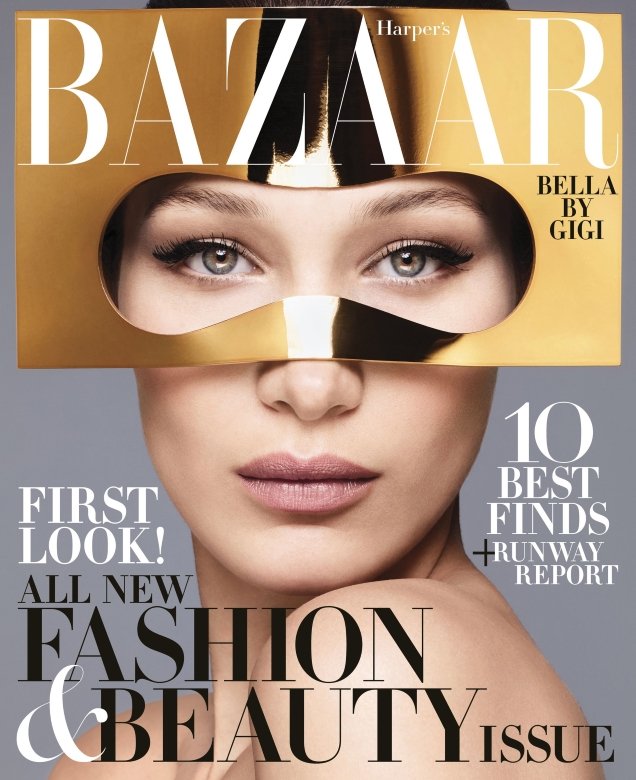 Harper's
BAZAAR
BELLA
BY
GIGI
10
BEST
FINDS
+RUNWAY
REPORT
FIRST
LOOK!
ALL NEW
FASHION
&BEAUTY ISSUE